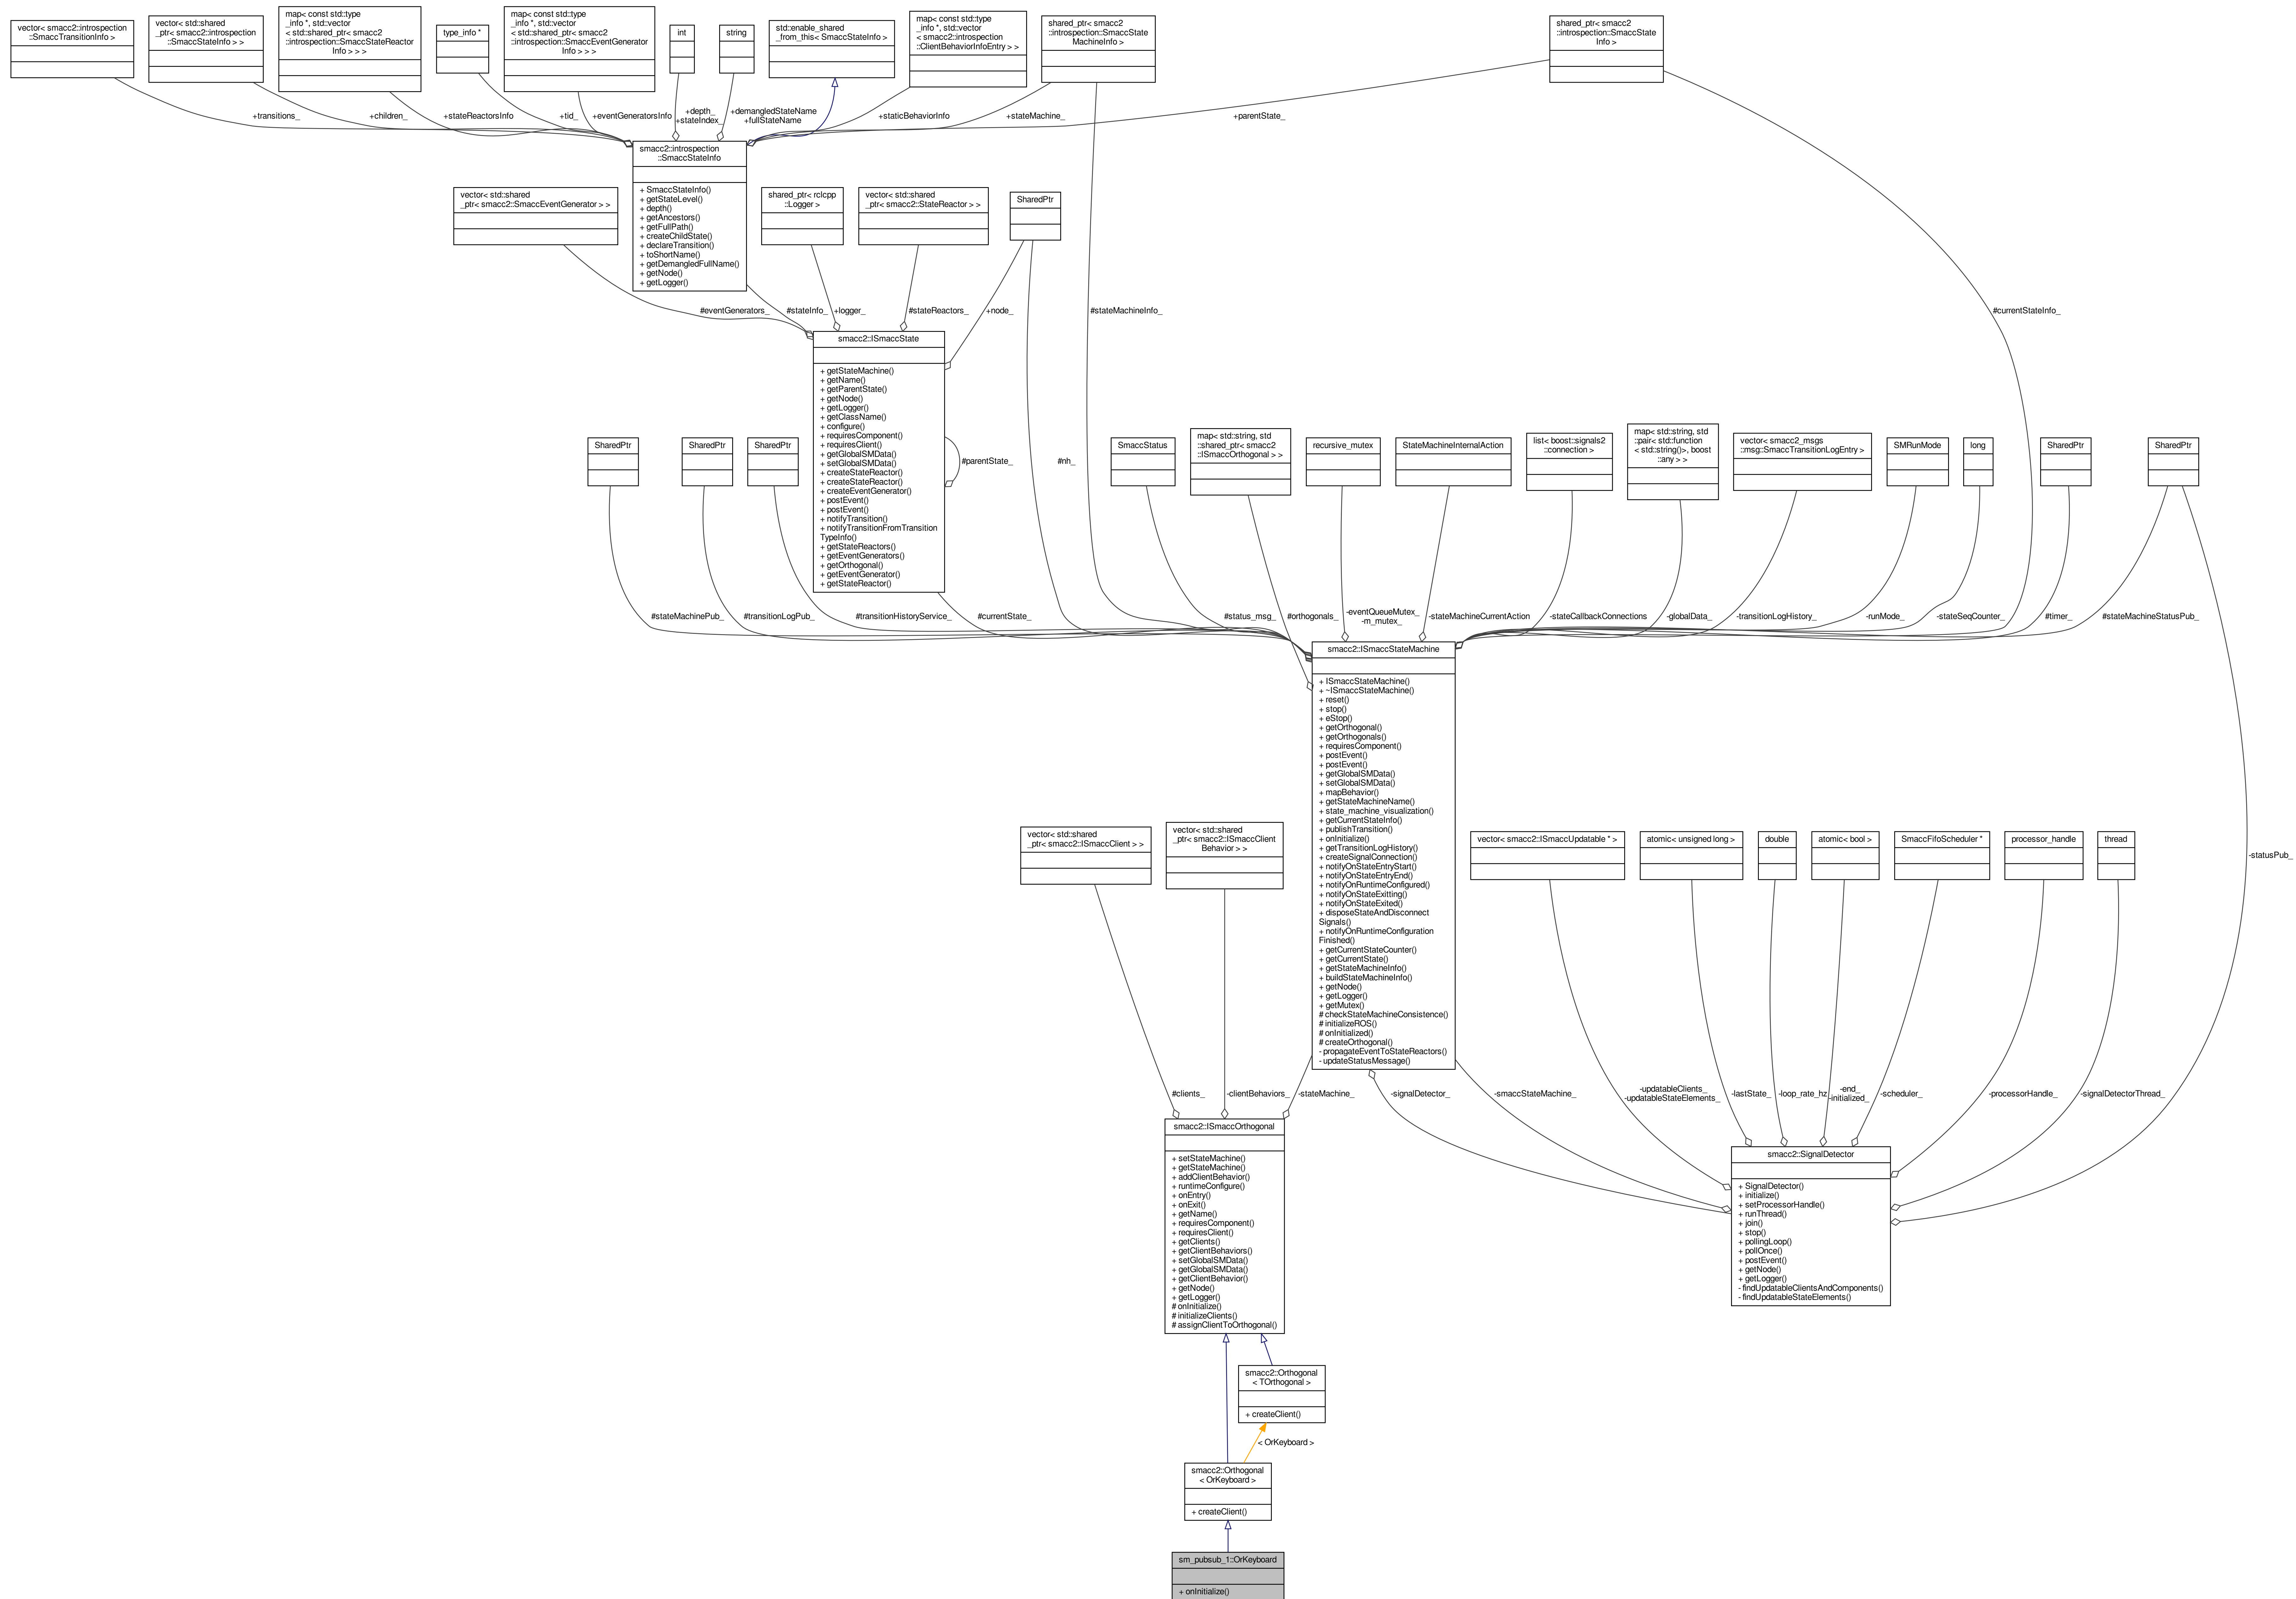 vector< smacc2::introspection
::SmaccTransitionInfo >
vector< std::shared
_ptr< smacc2::introspection
::SmaccStateInfo > >
map< const std::type
_info *, std::vector
< std::shared_ptr< smacc2
::introspection::SmaccStateReactor
Info > > >
type_info *
map< const std::type
_info *, std::vector
< std::shared_ptr< smacc2
::introspection::SmaccEventGenerator
Info > > >
int
string
std::enable_shared
_from_this< SmaccStateInfo >
map< const std::type
_info *, std::vector
< smacc2::introspection
::ClientBehaviorInfoEntry > >
shared_ptr< smacc2
::introspection::SmaccState
MachineInfo >
shared_ptr< smacc2
::introspection::SmaccState
Info >
+transitions_
+children_
+stateReactorsInfo
+tid_
+eventGeneratorsInfo
+depth_
+stateIndex_
+demangledStateName
+fullStateName
+staticBehaviorInfo
+stateMachine_
+parentState_
smacc2::introspection
::SmaccStateInfo
+ SmaccStateInfo()
+ getStateLevel()
+ depth()
+ getAncestors()
+ getFullPath()
+ createChildState()
+ declareTransition()
+ toShortName()
+ getDemangledFullName()
+ getNode()
+ getLogger()
vector< std::shared
_ptr< smacc2::SmaccEventGenerator > >
shared_ptr< rclcpp
::Logger >
vector< std::shared
_ptr< smacc2::StateReactor > >
SharedPtr
#eventGenerators_
#stateInfo_
+logger_
#stateReactors_
+node_
#stateMachineInfo_
#currentStateInfo_
smacc2::ISmaccState
+ getStateMachine()
+ getName()
+ getParentState()
+ getNode()
+ getLogger()
+ getClassName()
+ configure()
+ requiresComponent()
+ requiresClient()
+ getGlobalSMData()
+ setGlobalSMData()
+ createStateReactor()
+ createStateReactor()
+ createEventGenerator()
+ postEvent()
+ postEvent()
+ notifyTransition()
+ notifyTransitionFromTransition
TypeInfo()
+ getStateReactors()
+ getEventGenerators()
+ getOrthogonal()
+ getEventGenerator()
+ getStateReactor()
#parentState_
#nh_
SharedPtr
SharedPtr
SharedPtr
SmaccStatus
map< std::string, std
::shared_ptr< smacc2
::ISmaccOrthogonal > >
recursive_mutex
StateMachineInternalAction
list< boost::signals2
::connection >
map< std::string, std
::pair< std::function
< std::string()>, boost
::any > >
vector< smacc2_msgs
::msg::SmaccTransitionLogEntry >
SMRunMode
long
SharedPtr
SharedPtr
#stateMachinePub_
#transitionLogPub_
#transitionHistoryService_
#currentState_
#status_msg_
#orthogonals_
-eventQueueMutex_
-m_mutex_
-stateMachineCurrentAction
-stateCallbackConnections
-globalData_
-transitionLogHistory_
-runMode_
-stateSeqCounter_
#timer_
#stateMachineStatusPub_
smacc2::ISmaccStateMachine
+ ISmaccStateMachine()
+ ~ISmaccStateMachine()
+ reset()
+ stop()
+ eStop()
+ getOrthogonal()
+ getOrthogonals()
+ requiresComponent()
+ postEvent()
+ postEvent()
+ getGlobalSMData()
+ setGlobalSMData()
+ mapBehavior()
+ getStateMachineName()
+ state_machine_visualization()
+ getCurrentStateInfo()
+ publishTransition()
+ onInitialize()
+ getTransitionLogHistory()
+ createSignalConnection()
+ notifyOnStateEntryStart()
+ notifyOnStateEntryEnd()
+ notifyOnRuntimeConfigured()
+ notifyOnStateExitting()
+ notifyOnStateExited()
+ disposeStateAndDisconnect
Signals()
+ notifyOnRuntimeConfiguration
Finished()
+ getCurrentStateCounter()
+ getCurrentState()
+ getStateMachineInfo()
+ buildStateMachineInfo()
+ getNode()
+ getLogger()
+ getMutex()
# checkStateMachineConsistence()
# initializeROS()
# onInitialized()
# createOrthogonal()
- propagateEventToStateReactors()
- updateStatusMessage()
vector< std::shared
_ptr< smacc2::ISmaccClient > >
vector< std::shared
_ptr< smacc2::ISmaccClient
Behavior > >
vector< smacc2::ISmaccUpdatable * >
atomic< unsigned long >
double
atomic< bool >
SmaccFifoScheduler *
processor_handle
thread
-statusPub_
#clients_
-clientBehaviors_
-stateMachine_
-signalDetector_
-smaccStateMachine_
-updatableClients_
-updatableStateElements_
-lastState_
-loop_rate_hz
-end_
-initialized_
-scheduler_
-processorHandle_
-signalDetectorThread_
smacc2::ISmaccOrthogonal
+ setStateMachine()
+ getStateMachine()
+ addClientBehavior()
+ runtimeConfigure()
+ onEntry()
+ onExit()
+ getName()
+ requiresComponent()
+ requiresClient()
+ getClients()
+ getClientBehaviors()
+ setGlobalSMData()
+ getGlobalSMData()
+ getClientBehavior()
+ getNode()
+ getLogger()
# onInitialize()
# initializeClients()
# assignClientToOrthogonal()
smacc2::SignalDetector
+ SignalDetector()
+ initialize()
+ setProcessorHandle()
+ runThread()
+ join()
+ stop()
+ pollingLoop()
+ pollOnce()
+ postEvent()
+ getNode()
+ getLogger()
- findUpdatableClientsAndComponents()
- findUpdatableStateElements()
smacc2::Orthogonal
< TOrthogonal >
+ createClient()
< OrKeyboard >
smacc2::Orthogonal
< OrKeyboard >
+ createClient()
sm_pubsub_1::OrKeyboard
+ onInitialize()